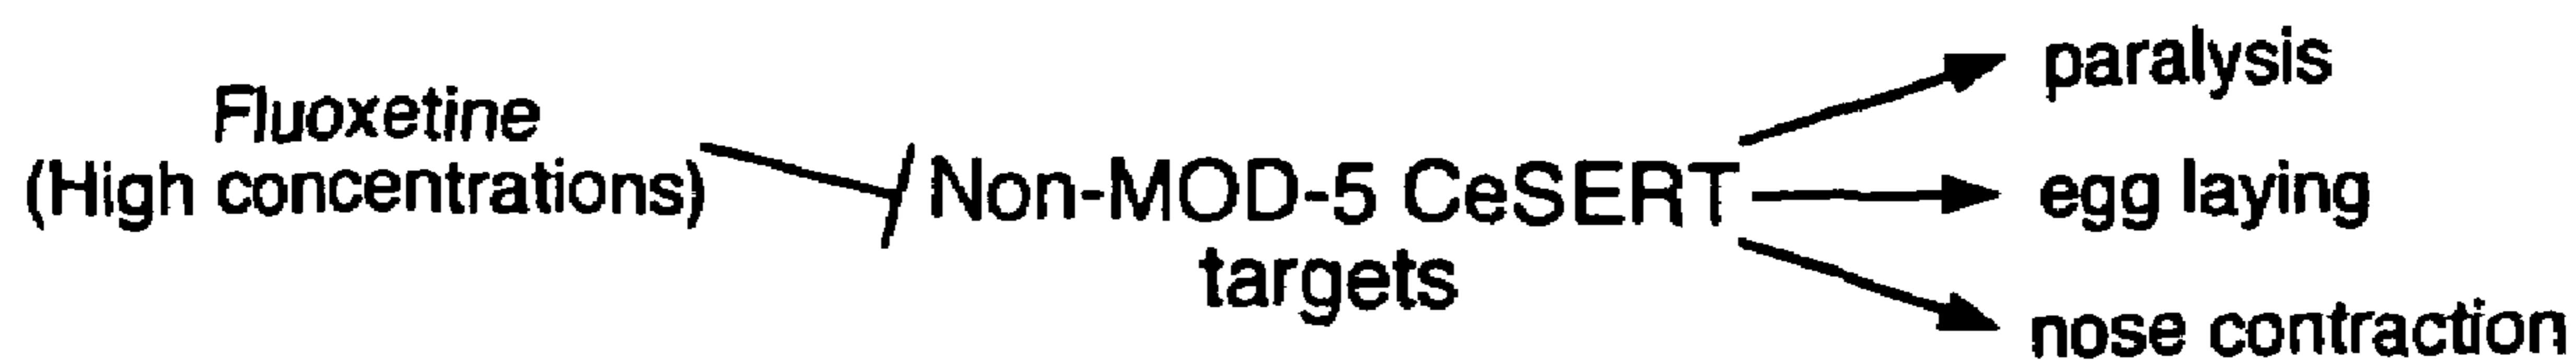 Fluoxetine
(High concentrations)
Non-MOD-5 CeSERT
targets
paralysis
egg laying
nose contraction